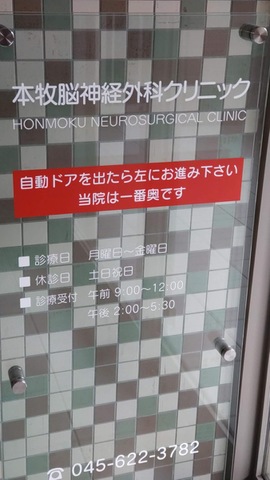 本牧脳神経外科クリニック
HONMOKU NEUROSURGICAL CLINIC
自動ドアを出たら左にお進み下さい
当院は一番奥です
診療日 月曜日～金曜日
休診日 土日祝日
診療受付 午前 9:00～12:00
午後 2:00～5:30
☎ 045-622-3782